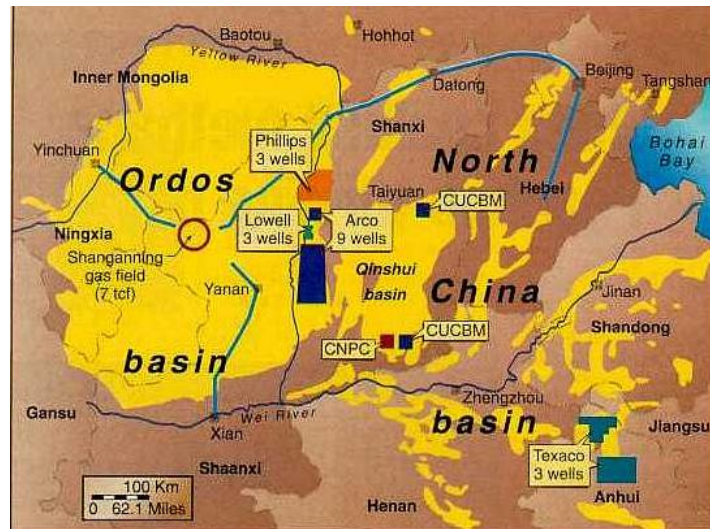 Baotou
Hohhot
Yellow River
Inner Mongolia
Datong
Beijing
Tangshan
Shanxi
Bohai
Bay
Yinchuan
Phillips
3 wells
North
Ordos
Taiyuan
Hebei
CUCBM
Ningxia
Lowell
3 wells
Arco
9 wells
Shanganning
gas field
(7 tcf)
Qinshui
basin
Yanan
China
Jinan
Shandong
CNPC
CUCBM
basin
Gansu
Wei River
Zhengzhou
basin
Xian
Jiangsu
Texaco
3 wells
Shaanxi
100 Km
0 62.1 Miles
Henan
Anhui